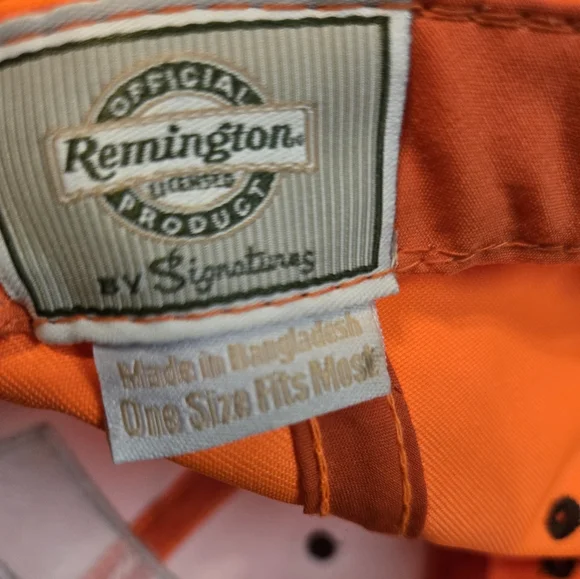 OFFICIAL
Remington
LICENSED
PRODUCT
BY Signatures
Made in Bangladesh
One Size Fits Most